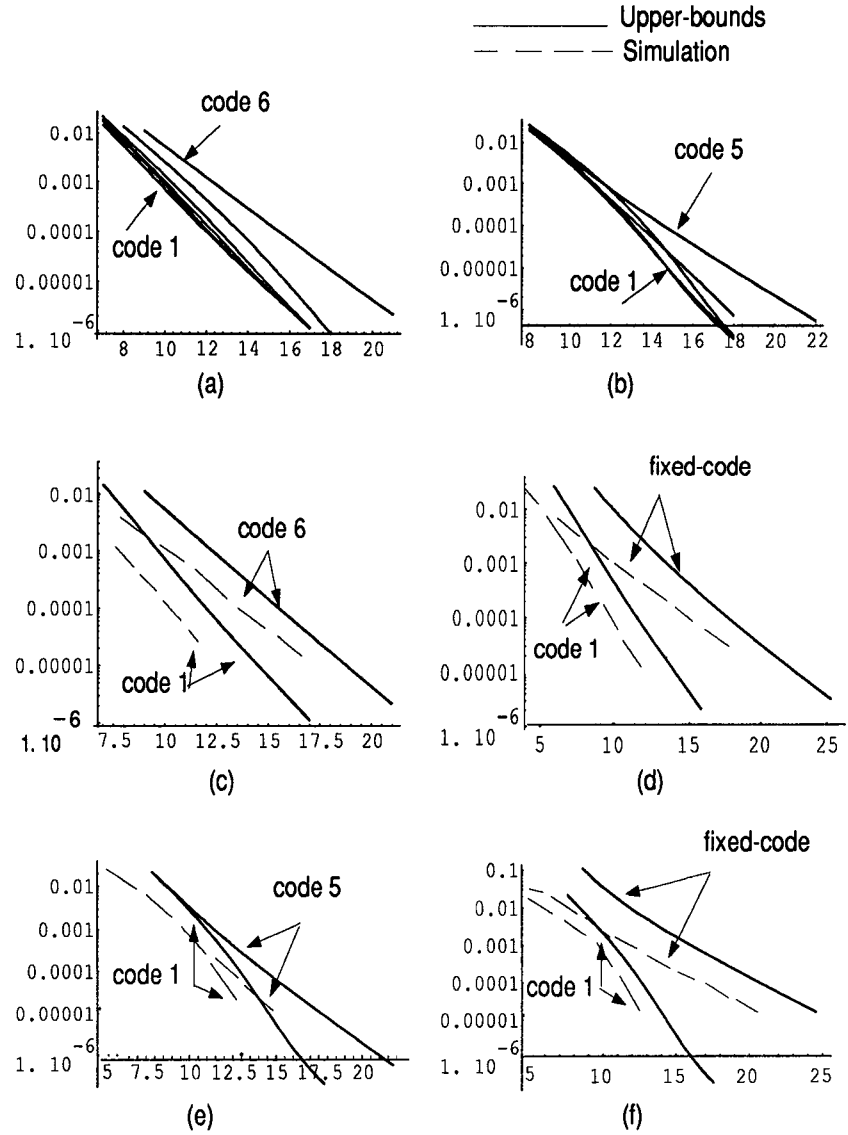 Upper-bounds
Simulation
code 6
0.01
0.001
0.0001
0.00001
1. 10 -6
code 1
8 10 12 14 16 18 20
(a)
code 5
0.01
0.001
0.0001
0.00001
1. 10 -6
code 1
8 10 12 14 16 18 20 22
(b)
0.01
0.001
0.0001
0.00001
1. 10 -6
code 6
code 1
7.5 10 12.5 15 17.5 20
(c)
fixed-code
0.01
0.001
0.0001
0.00001
1. 10 -6
code 1
5 10 15 20 25
(d)
0.01
0.001
0.0001
0.00001
1. 10 -6
code 5
code 1
5 7.5 10 12.5 15 17.5 20
(e)
fixed-code
0.1
0.01
0.001
0.0001
0.00001
1. 10 -6
code 1
5 10 15 20 25
(f)